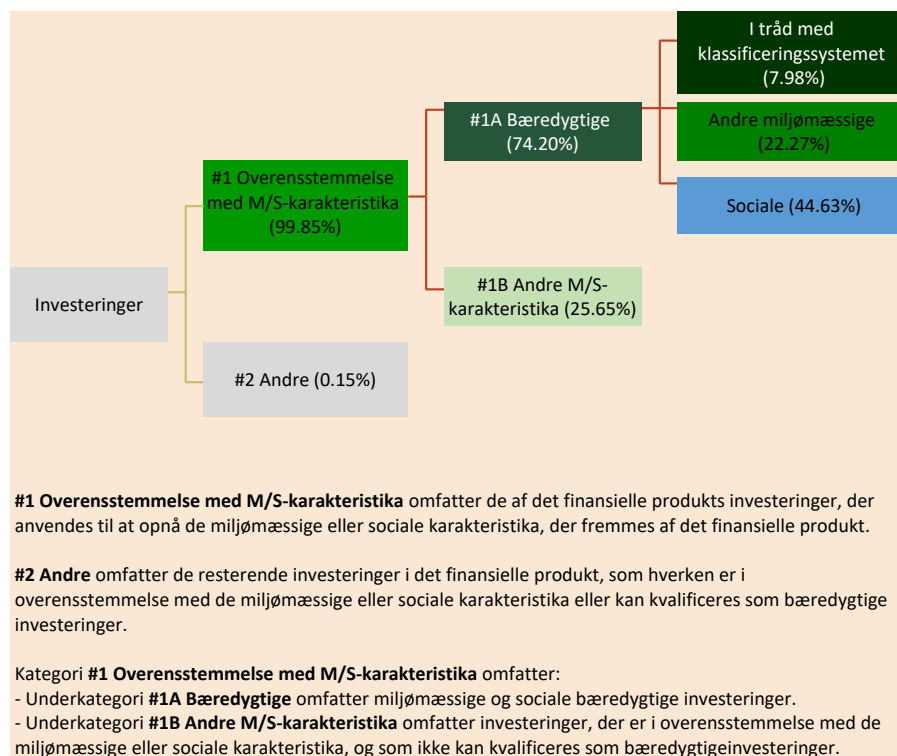 I tråd med
klassificeringssystemet
(7.98%)
#1A Bæredygtige
(74.20%)
Andre miljømæssige
(22.27%)
#1 Overensstemmelse
med M/S-karakteristika
(99.85%)
Sociale (44.63%)
Investeringer
#1B Andre M/S-
karakteristika (25.65%)
#2 Andre (0.15%)
#1 Overensstemmelse med M/S-karakteristika omfatter de af det finansielle produkts investeringer, der
anvendes til at opnå de miljømæssige eller sociale karakteristika, der fremmes af det finansielle produkt.
#2 Andre omfatter de resterende investeringer i det finansielle produkt, som hverken er i
overensstemmelse med de miljømæssige eller sociale karakteristika eller kan kvalificeres som bæredygtige
investeringer.
Kategori #1 Overensstemmelse med M/S-karakteristika omfatter:
- Underkategori #1A Bæredygtige omfatter miljømæssige og sociale bæredygtige investeringer.
- Underkategori #1B Andre M/S-karakteristika omfatter investeringer, der er i overensstemmelse med de
miljømæssige eller sociale karakteristika, og som ikke kan kvalificeres som bæredygtigeinvesteringer.